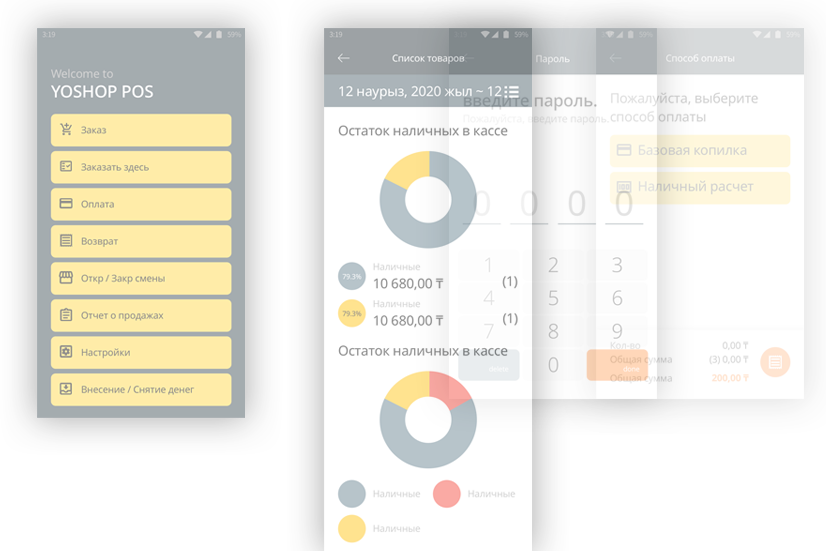 3:19
59%
Welcome to
YOSHOP POS
Заказ
Заказать здесь
Оплата
Возврат
Откр / Закр смены
Отчет о продажах
Настройки
Внесение / Снятие денег
3:19
59%
Список товаров
12 наурыз, 2020 жыл ~ 12
Остаток наличных в кассе
79.3%
Наличные
10 680,00 ₸
(1)
79.3%
Наличные
10 680,00 ₸
(1)
Остаток наличных в кассе
Наличные
Наличные
Наличные
59%
Пароль
введите пароль.
Пожалуйста, введите пароль
0 0 0 0
1 2 3
4 5 6
7 8 9
0
done
59%
Способ оплаты
Пожалуйста, выберите
способ оплаты
Базовая копилка
Наличный расчет
Кол-во
0,00 ₸
Общая сумма
(3) 0,00 ₸
Общая сумма
200,00 ₸